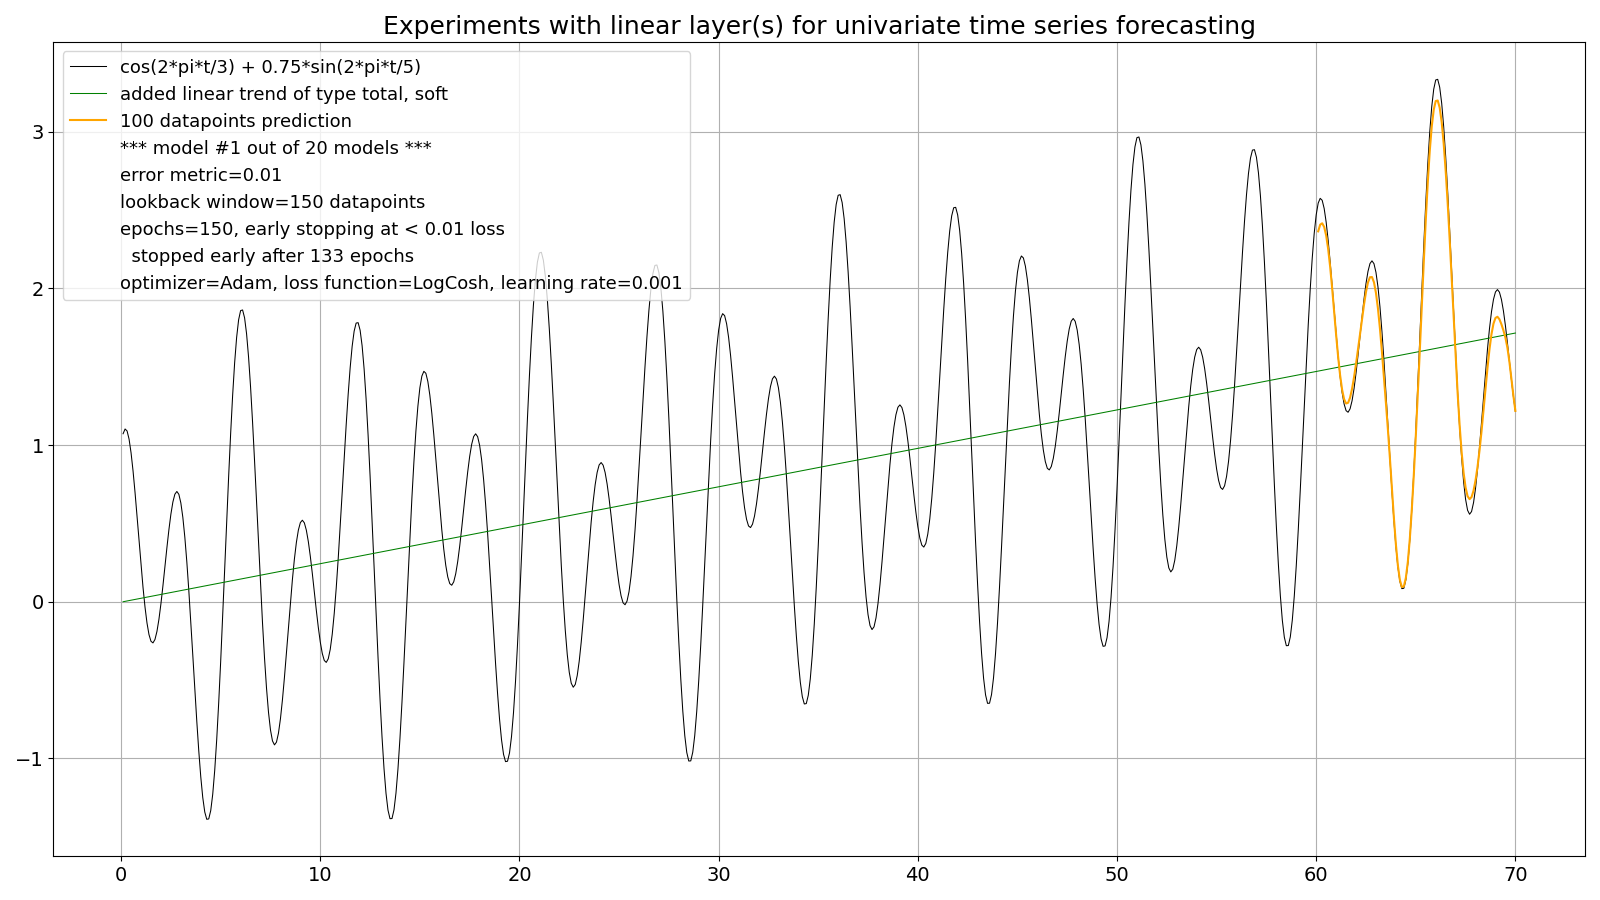 Experiments with linear layer(s) for univariate time series forecasting
cos(2*pi*t/3) + 0.75*sin(2*pi*t/5)
added linear trend of type total, soft
100 datapoints prediction
*** model #1 out of 20 models ***
error metric=0.01
lookback window=150 datapoints
epochs=150, early stopping at < 0.01 loss
stopped early after 133 epochs
optimizer=Adam, loss function=LogCosh, learning rate=0.001
3
2
1
0
−1
0 10 20 30 40 50 60 70